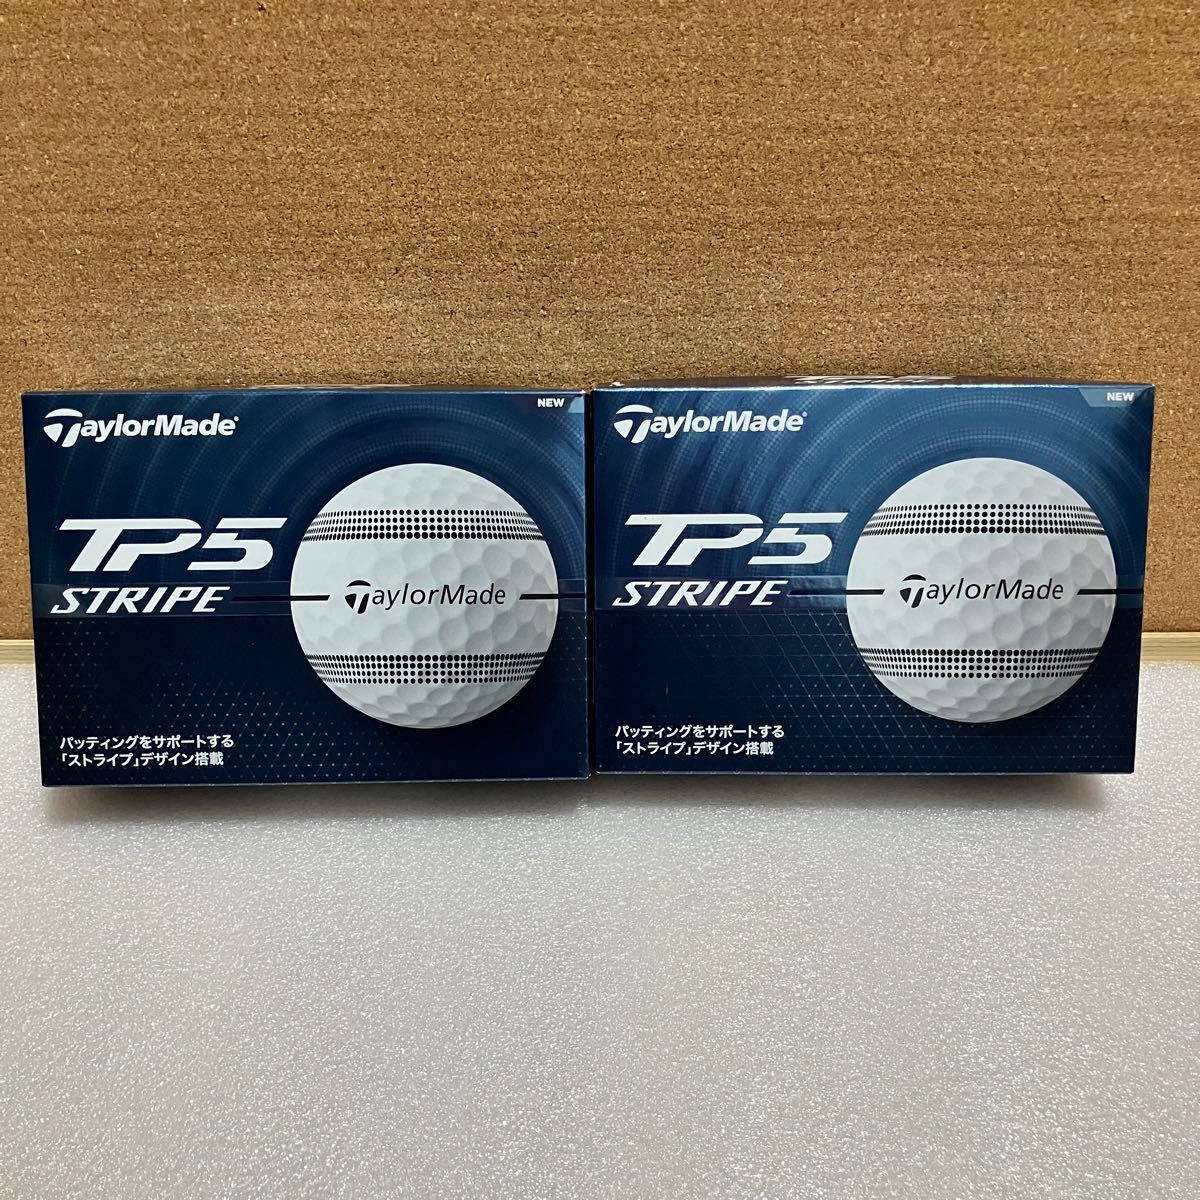 TaylorMade®
NEW
TP5
STRIPE
TaylorMade
パッティングをサポートする
「ストライプ」デザイン搭載
STRIPE
TaylorMade®
NEW
TP5
STRIPE
TaylorMade
パッティングをサポートする
「ストライプ」デザイン搭載